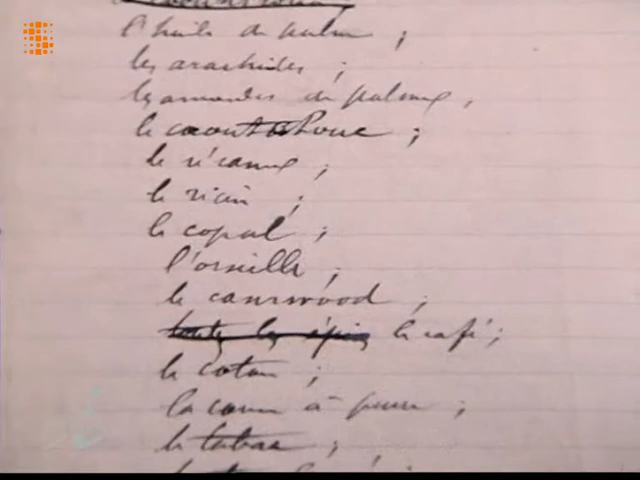 l'huile de palme ;
les arachides ;
les amandes de palmes ;
le caoutchouc ;
le sésame ;
le ricin ;
le copal ;
l'orseille ;
le camwood ;
toutes les épices le café ;
le coton ;
la canne à sucre ;
le tabac ;